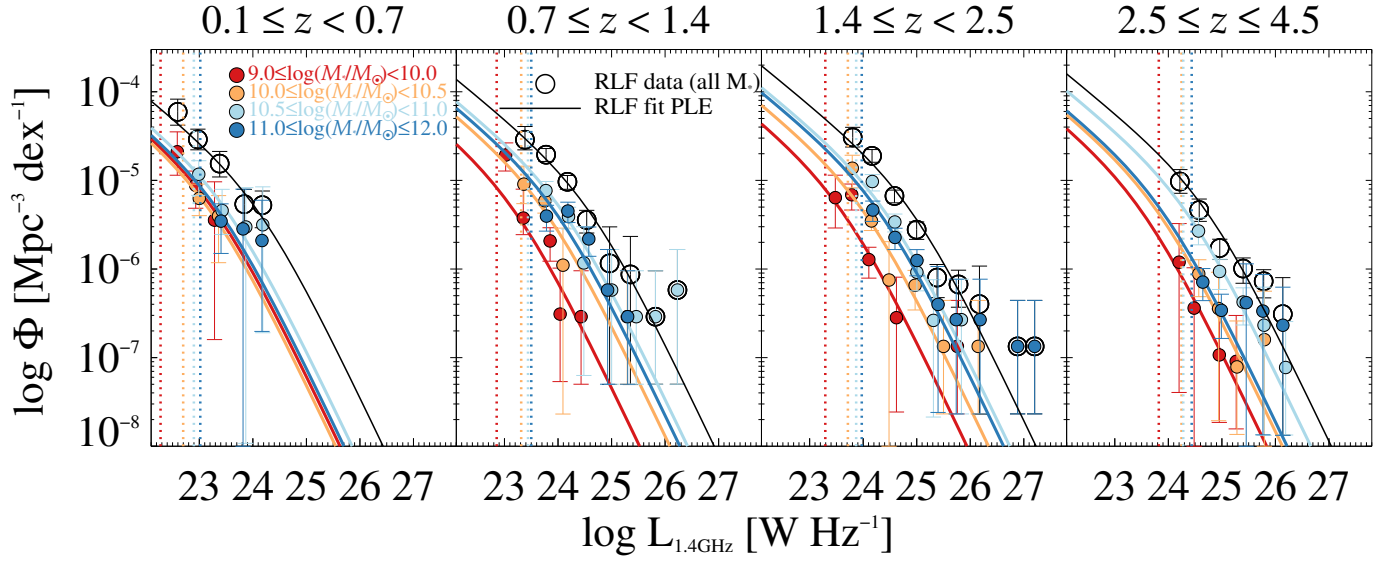 0.1 ≤ z < 0.7
0.7 ≤ z < 1.4
1.4 ≤ z < 2.5
2.5 ≤ z ≤ 4.5
log Φ [Mpc⁻³ dex⁻¹]
10⁻⁴
10⁻⁵
10⁻⁶
10⁻⁷
10⁻⁸
9.0≤log(M*/M⊙)<10.0
10.0≤log(M*/M⊙)<10.5
10.5≤log(M*/M⊙)<11.0
11.0≤log(M*/M⊙)≤12.0
RLF data (all M*)
RLF fit PLE
23 24 25 26 27
23 24 25 26 27
23 24 25 26 27
23 24 25 26 27
log L₁.₄GHz [W Hz⁻¹]